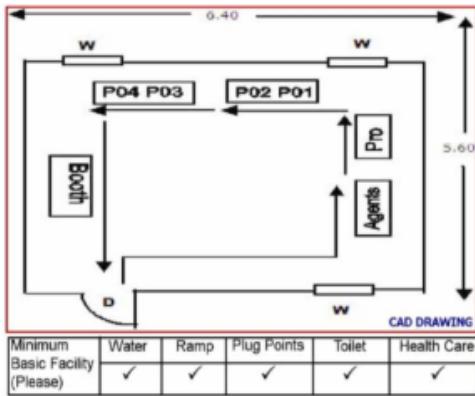 6.40
W
W
P04 P03
P02 P01
Pro
5.60
Booth
Agents
D
W
CAD DRAWING
Minimum Basic Facility (Please)
Water
Ramp
Plug Points
Toilet
Health Care
✓ ✓ ✓ ✓ ✓